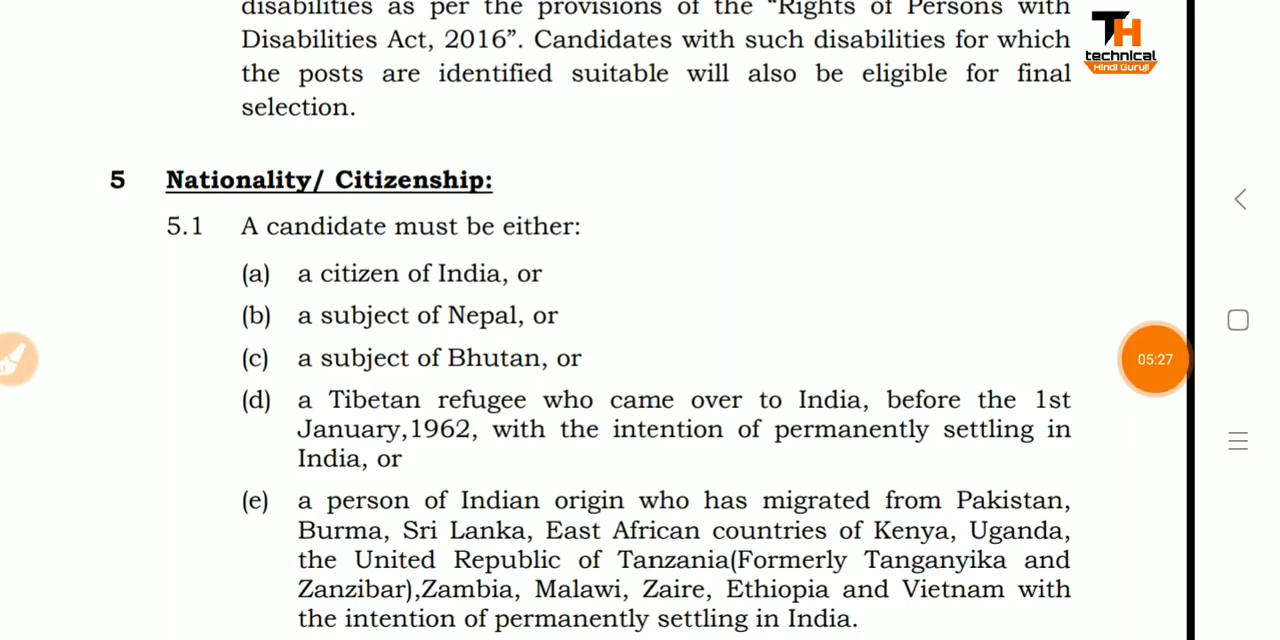 disabilities as per the provisions of the "Rights of Persons with
Disabilities Act, 2016". Candidates with such disabilities for which
the posts are identified suitable will also be eligible for final
selection.
TH
technical
Hindi Guruji
5 Nationality/ Citizenship:
5.1 A candidate must be either:
(a) a citizen of India, or
(b) a subject of Nepal, or
(c) a subject of Bhutan, or
05:27
(d) a Tibetan refugee who came over to India, before the 1st
January,1962, with the intention of permanently settling in
India, or
(e) a person of Indian origin who has migrated from Pakistan,
Burma, Sri Lanka, East African countries of Kenya, Uganda,
the United Republic of Tanzania(Formerly Tanganyika and
Zanzibar),Zambia, Malawi, Zaire, Ethiopia and Vietnam with
the intention of permanently settling in India.